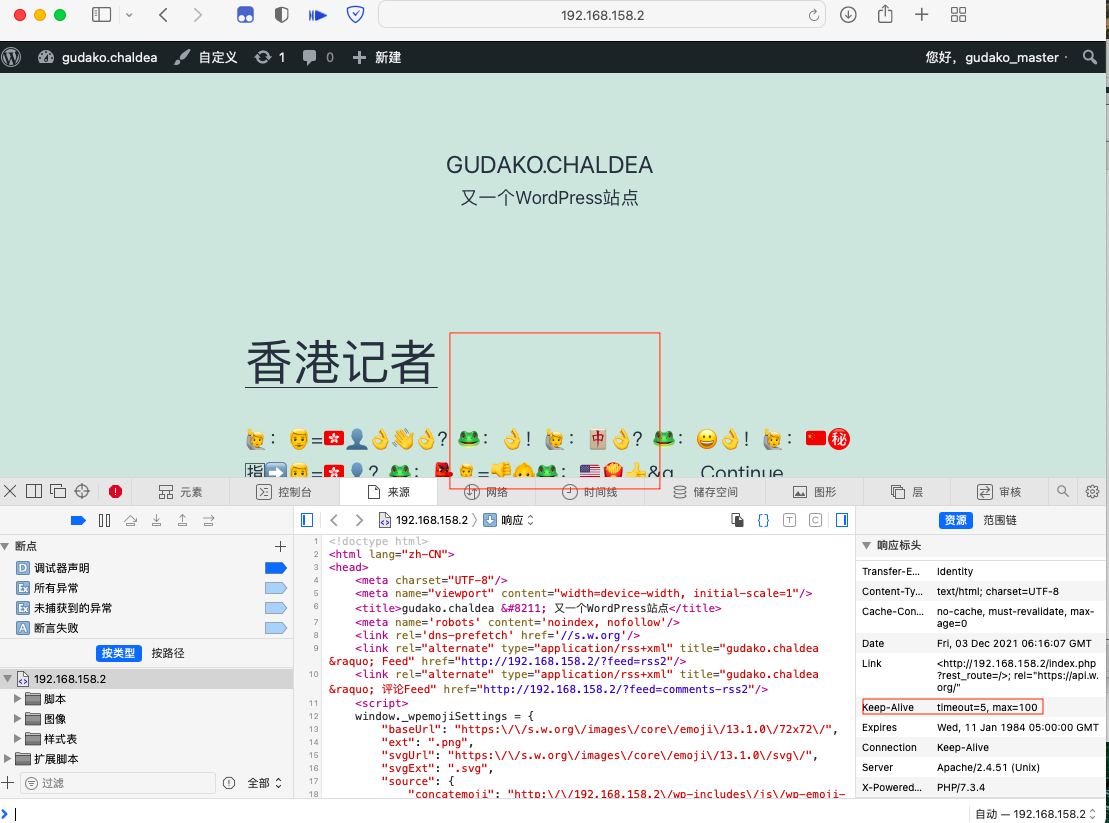 192.168.158.2
gudako.chaldea 自定义 1 0 新建 您好，gudako_master
GUDAKO.CHALDEA
又一个WordPress站点
香港记者
🙋: 👨=🇭🇰👤👌👋👌? 🐸: 👌! 🙋: 🀄👌? 🐸: 😀👌! 🙋: 🇨🇳㊙
=🇭🇰👤? 🐸: =👎🐸: 🇺🇸🍟👍&g... Continue
元素 控制台 来源 网络 时间线 储存空间 图形 层 审核
192.168.158.2 〉 响应 资源 范围链
断点
D 调试器声明
Ex 所有异常
Ex 未捕获到的异常
A 断言失败
按类型 按路径
192.168.158.2
脚本
图像
样式表
扩展脚本
过滤 全部
1 <!doctype html>
2 <html lang="zh-CN">
3 <head>
4 <meta charset="UTF-8"/>
5 <meta name="viewport" content="width=device-width, initial-scale=1"/>
6 <title>gudako.chaldea &#8211; 又一个WordPress站点</title>
7 <meta name='robots' content='noindex, nofollow'/>
8 <link rel='dns-prefetch' href='//s.w.org'/>
9 <link rel="alternate" type="application/rss+xml" title="gudako.chaldea
&raquo; Feed" href="http://192.168.158.2/?feed=rss2"/>
10 <link rel="alternate" type="application/rss+xml" title="gudako.chaldea
&raquo; 评论Feed" href="http://192.168.158.2/?feed=comments-rss2"/>
11 <script>
12 window._wpemojiSettings = {
13 "baseUrl": "https:\/\/s.w.org\/images\/core\/emoji\/13.1.0\/72x72\/",
14 "ext": ".png",
15 "svgUrl": "https:\/\/s.w.org\/images\/core\/emoji\/13.1.0\/svg\/",
16 "svgExt": ".svg",
17 "source": {
18 "concatemoji": "http:\/\/192.168.158.2\/wp-includes\/js\/wp-emoji-
响应标头
Transfer-E... Identity
Content-Ty... text/html; charset=UTF-8
Cache-Con... no-cache, must-revalidate, max-
age=0
Date Fri, 03 Dec 2021 06:16:07 GMT
Link <http://192.168.158.2/index.php
?rest_route=/>; rel="https://api.w.
org/"
Keep-Alive timeout=5, max=100
Expires Wed, 11 Jan 1984 05:00:00 GMT
Connection Keep-Alive
Server Apache/2.4.51 (Unix)
X-Powered... PHP/7.3.4
自动 — 192.168.158.2